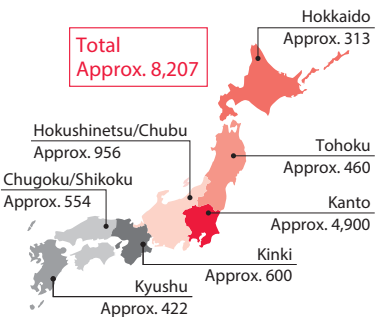 Hokkaido
Approx. 313
Total
Approx. 8,207
Hokushinetsu/Chubu
Approx. 956
Tohoku
Approx. 460
Chugoku/Shikoku
Approx. 554
Kanto
Approx. 4,900
Kinki
Approx. 600
Kyushu
Approx. 422